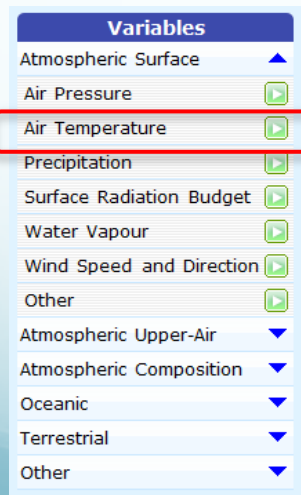 Variables
Atmospheric Surface
Air Pressure
Air Temperature
Precipitation
Surface Radiation Budget
Water Vapour
Wind Speed and Direction
Other
Atmospheric Upper-Air
Atmospheric Composition
Oceanic
Terrestrial
Other